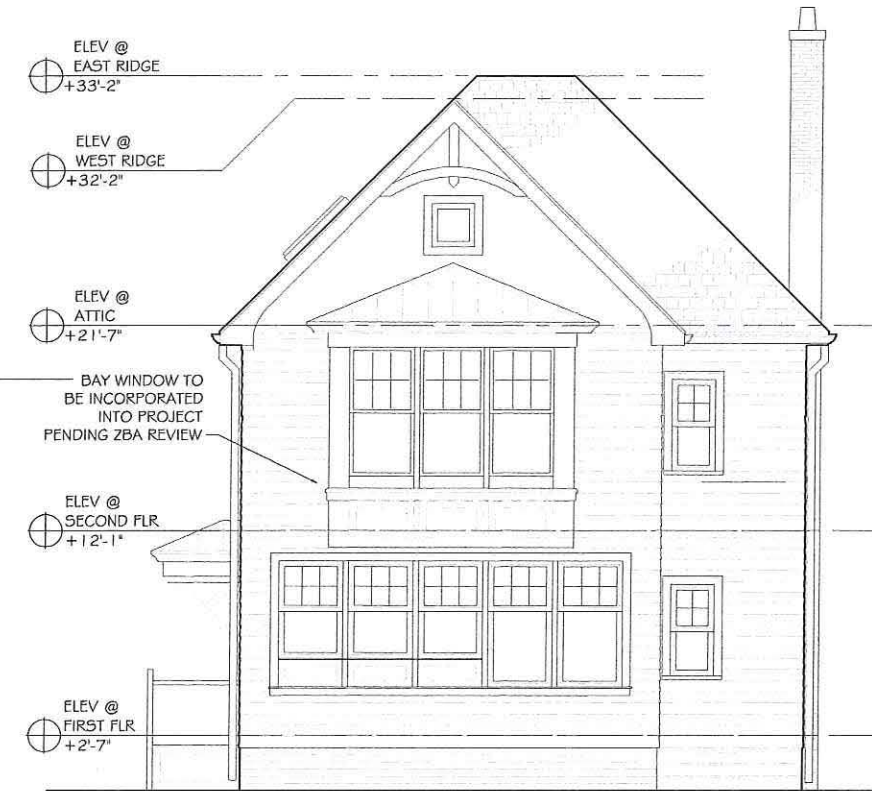 ELEV @
EAST RIDGE
+33'-2"
ELEV @
WEST RIDGE
+32'-2"
ELEV @
ATTIC
+21'-7"
BAY WINDOW TO
BE INCORPORATED
INTO PROJECT
PENDING ZBA REVIEW
ELEV @
SECOND FLR
+12'-1"
ELEV @
FIRST FLR
+2'-7"